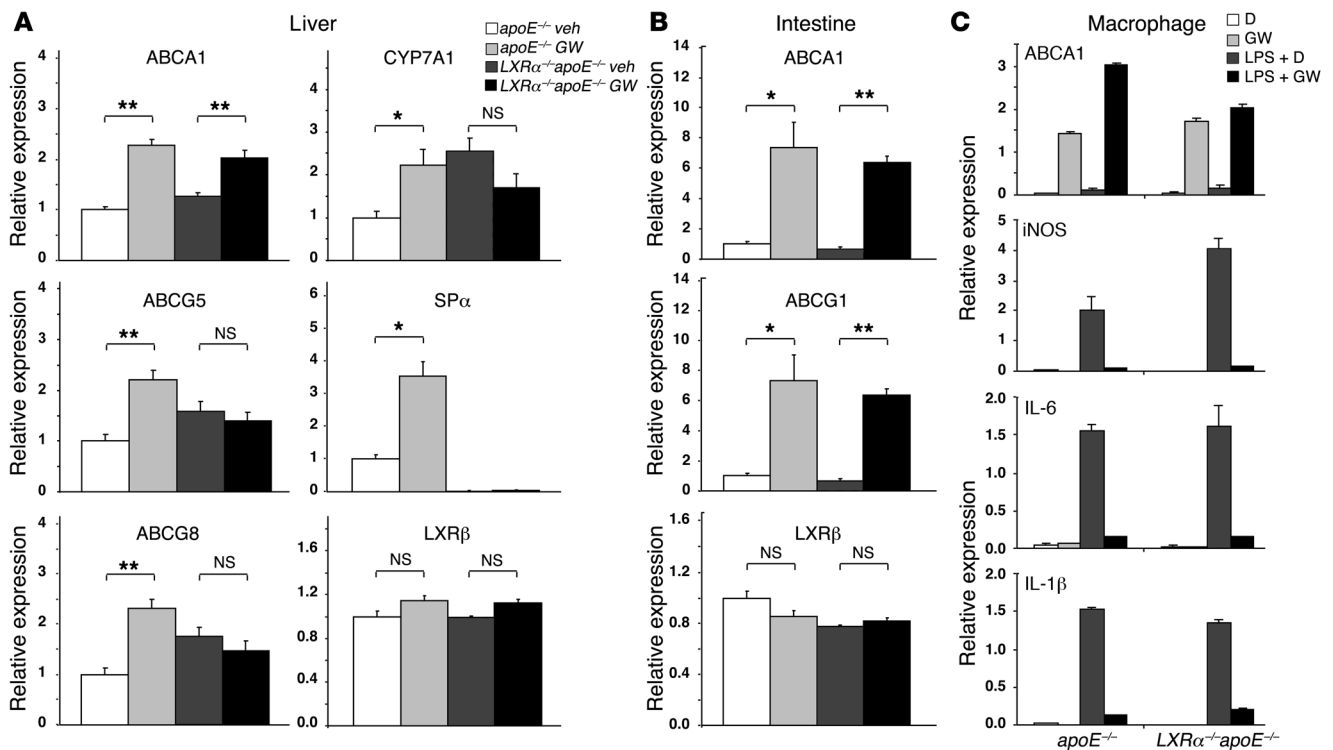 A
Liver
apoE⁻/⁻ veh
apoE⁻/⁻ GW
LXRα⁻/⁻apoE⁻/⁻ veh
LXRα⁻/⁻apoE⁻/⁻ GW
ABCA1
Relative expression
4
3
2
1
0
**
**
CYP7A1
4
3
2
1
0
*
NS
ABCG5
Relative expression
4
3
2
1
0
**
NS
SPα
6
5
4
3
2
1
0
*
ABCG8
Relative expression
4
3
2
1
0
**
NS
LXRβ
1.6
1.2
0.8
0.4
0.0
NS
NS
B
Intestine
ABCA1
Relative expression
14
12
10
8
6
4
2
0
*
**
ABCG1
Relative expression
14
12
10
8
6
4
2
0
*
**
LXRβ
Relative expression
1.6
1.2
0.8
0.4
0.0
NS
NS
C
Macrophage
D
GW
LPS + D
LPS + GW
ABCA1
3
2
1
0
Relative expression
iNOS
5
4
3
2
1
0
IL-6
2.0
1.5
1.0
0.5
0.0
Relative expression
IL-1β
2.0
1.5
1.0
0.5
0.0
apoE⁻/⁻
LXRα⁻/⁻apoE⁻/⁻